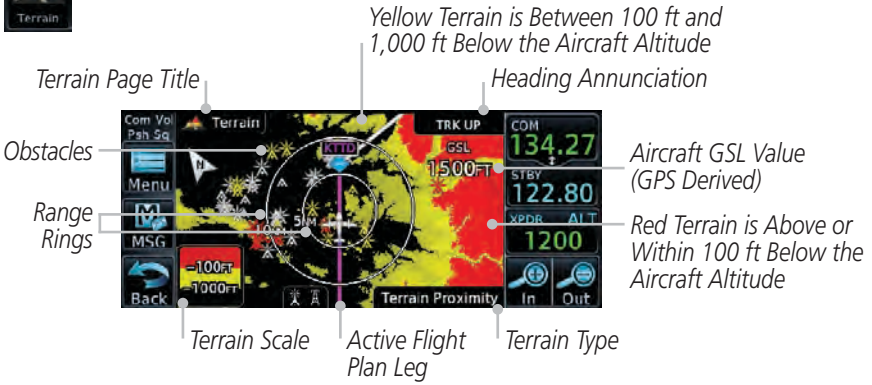 Terrain
Yellow Terrain is Between 100 ft and
1,000 ft Below the Aircraft Altitude
Terrain Page Title
Heading Annunciation
Com Vol
Psh Sq
Terrain
TRK UP
COM
134.27
KTTD
GSL
1500FT
STBY
122.80
Obstacles
N
Menu
Aircraft GSL Value
(GPS Derived)
XPDR ALT
1200
Range
Rings
5NM
10
MSG
Red Terrain is Above or
Within 100 ft Below the
Aircraft Altitude
-100FT
-1000FT
Back
Terrain Proximity
In
Out
Terrain Scale
Active Flight
Plan Leg
Terrain Type